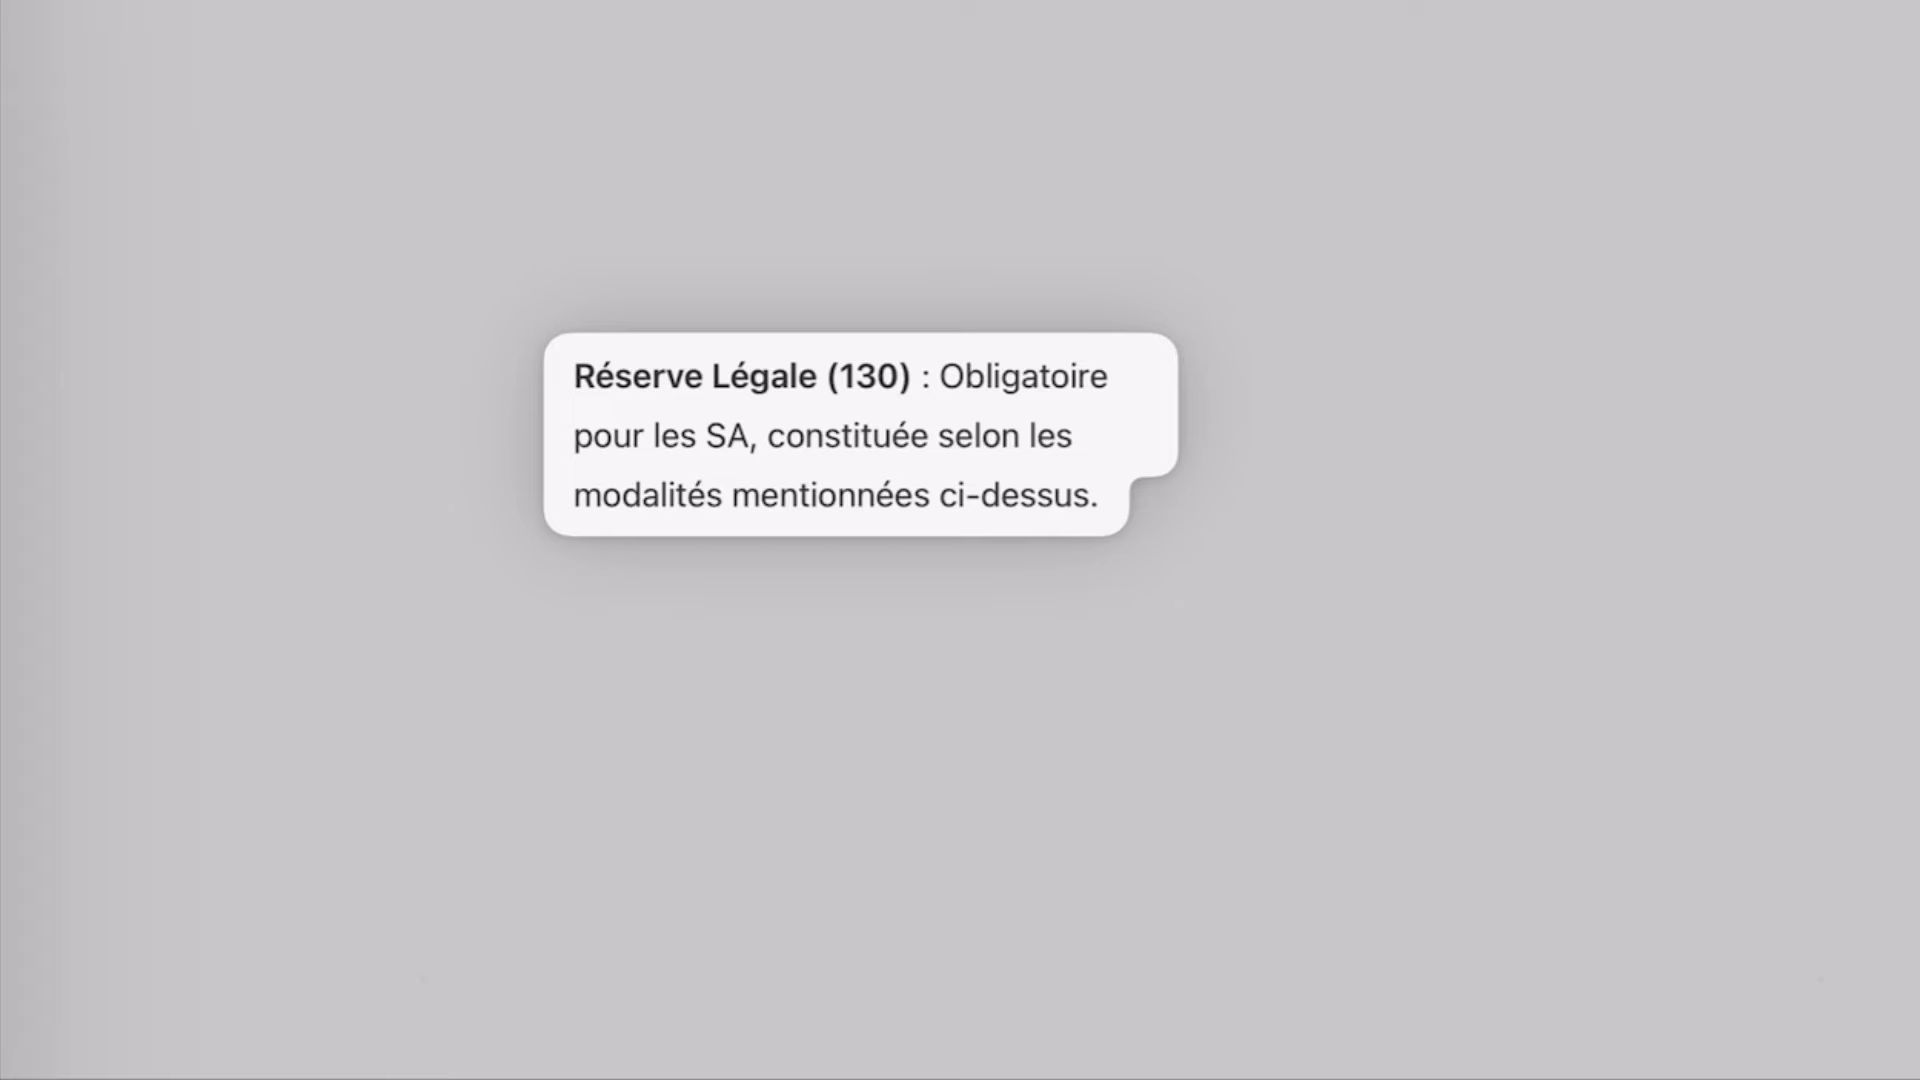 Réserve Légale (130) : Obligatoire
pour les SA, constituée selon les
modalités mentionnées ci-dessus.